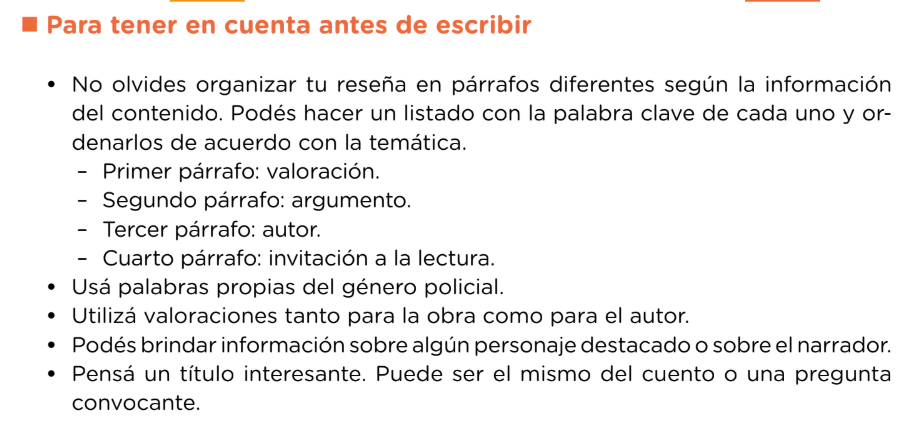 ■ Para tener en cuenta antes de escribir
• No olvides organizar tu reseña en párrafos diferentes según la información
del contenido. Podés hacer un listado con la palabra clave de cada uno y or-
denarlos de acuerdo con la temática.
– Primer párrafo: valoración.
– Segundo párrafo: argumento.
– Tercer párrafo: autor.
– Cuarto párrafo: invitación a la lectura.
• Usá palabras propias del género policial.
• Utilizá valoraciones tanto para la obra como para el autor.
• Podés brindar información sobre algún personaje destacado o sobre el narrador.
• Pensá un título interesante. Puede ser el mismo del cuento o una pregunta
convocante.